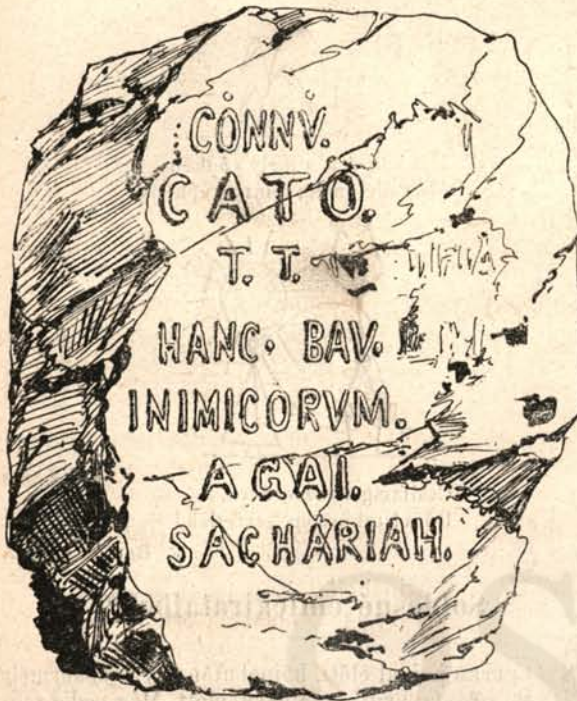 CONNV.
CATO.
T. T.
HANC. BAV.
INIMICORVM.
A GAI.
SACHARIAH.